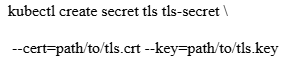 kubectl create secret tls tls-secret \
--cert=path/to/tls.crt --key=path/to/tls.key